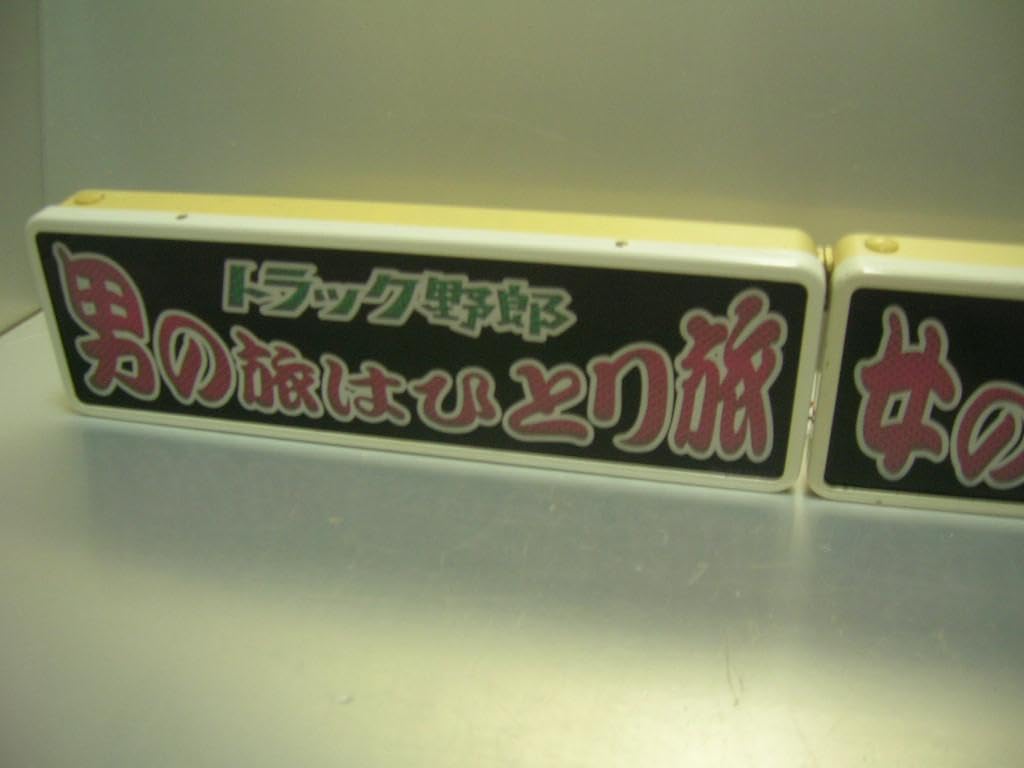 トラック野郎
男の旅はひとり旅
女の